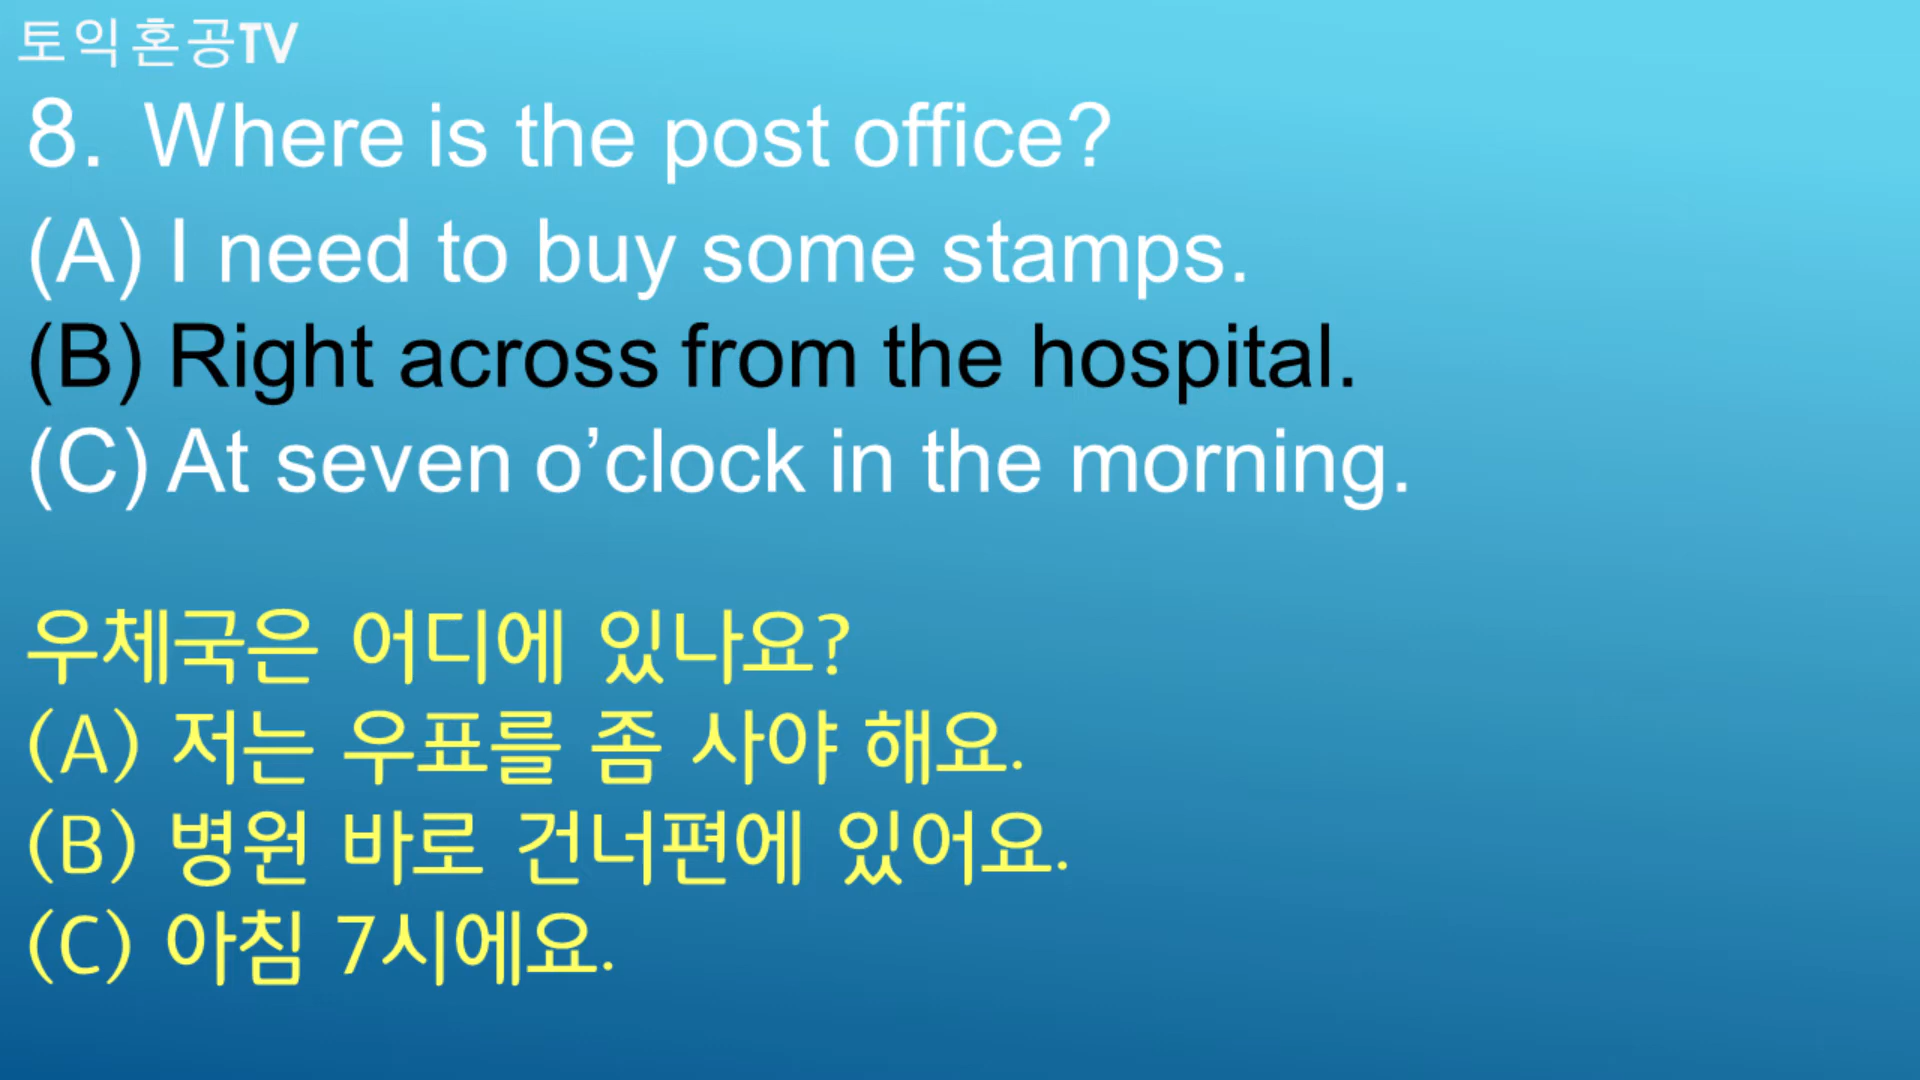 토익혼공TV
8. Where is the post office?
(A) I need to buy some stamps.
(B) Right across from the hospital.
(C) At seven o’clock in the morning.
우체국은 어디에 있나요?
(A) 저는 우표를 좀 사야 해요.
(B) 병원 바로 건너편에 있어요.
(C) 아침 7시에요.